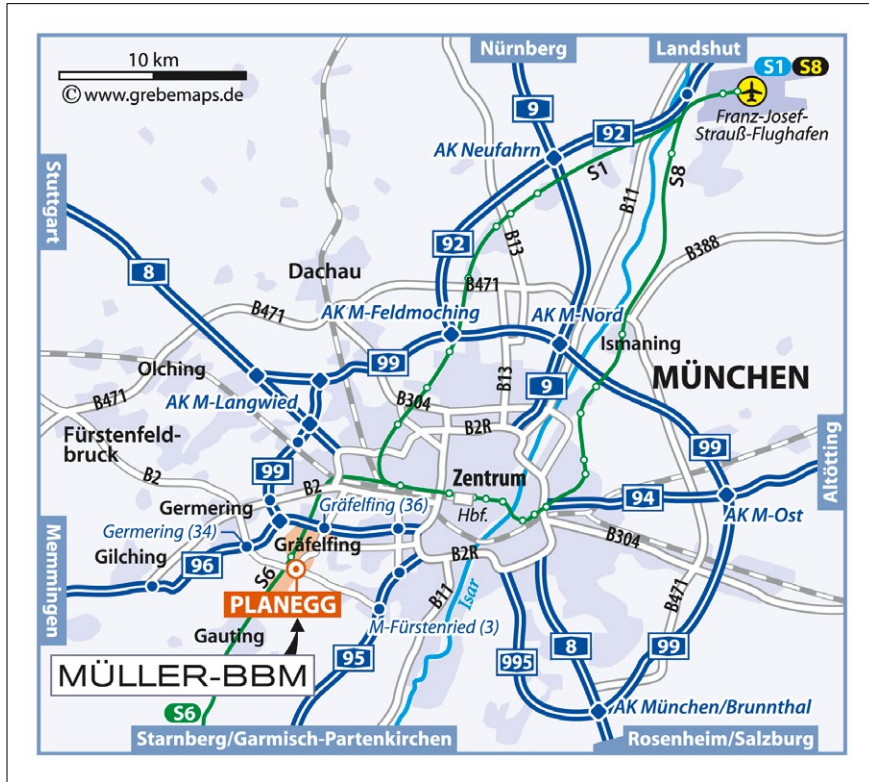 10 km
© www.grebemaps.de
Nürnberg
Landshut
S1 S8
Franz-Josef-
Strauß-Flughafen
9
92
AK Neufahrn
S1
S8
B11
Stuttgart
B13
92
B388
8
Dachau
B471
B471
AK M-Feldmoching
AK M-Nord
Ismaning
99
Olching
B13
9
MÜNCHEN
AK M-Langwied
B304
B471
B2R
Fürstenfeld-
bruck
99
Altötting
B2
99
Zentrum
B2
94
Germering
Gräfelfing (36)
Hbf.
AK M-Ost
Germering (34)
Gräfelfing
B304
Memmingen
Gilching
96
B2R
S6
B471
PLANEGG
B11
Isar
Gauting
M-Fürstenried (3)
95
995
8
99
MÜLLER-BBM
S6
AK München/Brunnthal
Starnberg/Garmisch-Partenkirchen
Rosenheim/Salzburg